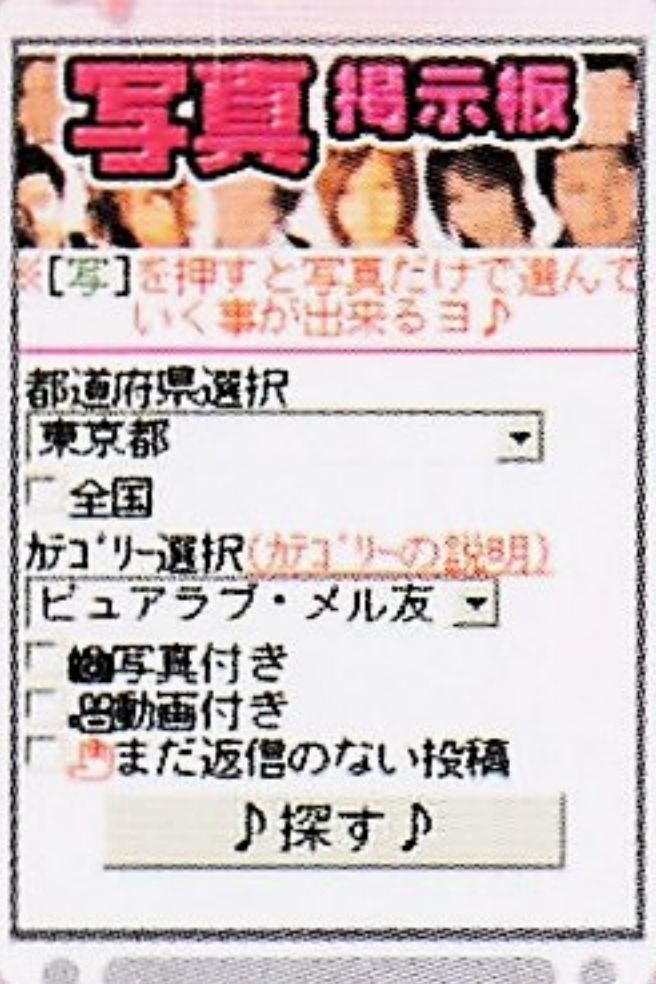 写真掲示板
※[写]を押すと写真だけで選んで
いく事が出来るヨ♪
都道府県選択
東京都
全国
ｶﾃｺﾞﾘｰ選択(ｶﾃｺﾞﾘｰの説明)
ピュアラブ・メル友
写真付き
動画付き
まだ返信のない投稿
♪探す♪